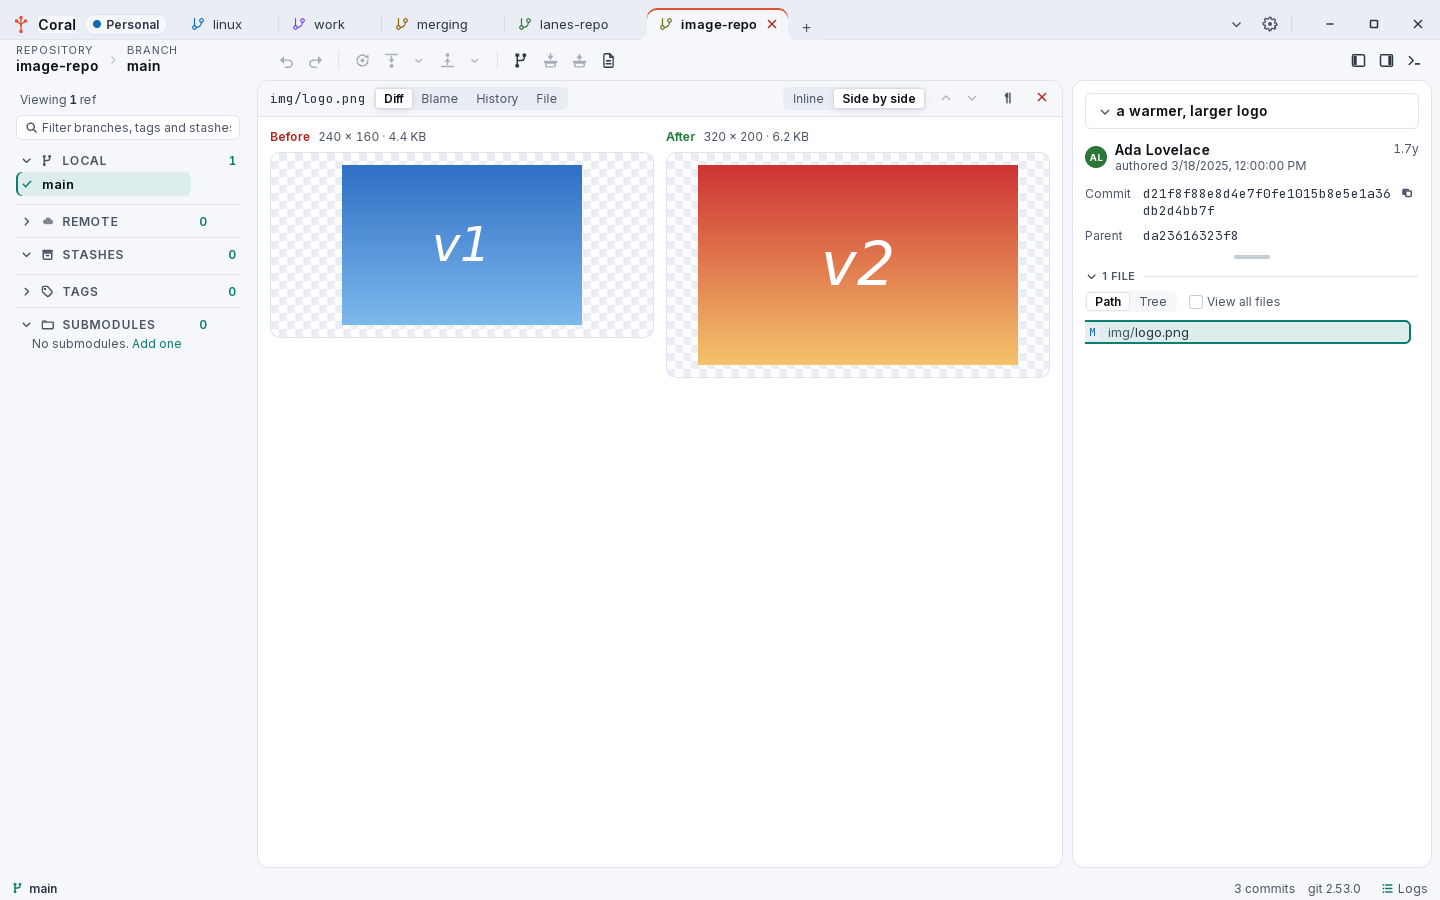 Coral
Personal
linux
work
merging
lanes-repo
image-repo
REPOSITORY
image-repo
BRANCH
main
Viewing 1 ref
Filter branches, tags and stashes
LOCAL 1
main
REMOTE 0
STASHES 0
TAGS 0
SUBMODULES 0
No submodules. Add one
img/logo.png
Diff
Blame
History
File
Inline
Side by side
¶
Before 240 × 160 · 4.4 KB
v1
After 320 × 200 · 6.2 KB
v2
a warmer, larger logo
AL
Ada Lovelace
1.7y
authored 3/18/2025, 12:00:00 PM
Commit d21f8f88e8d4e7f0fe1015b8e5e1a36
db2d4bb7f
Parent da23616323f8
1 FILE
Path
Tree
View all files
M img/logo.png
main
3 commits
git 2.53.0
Logs